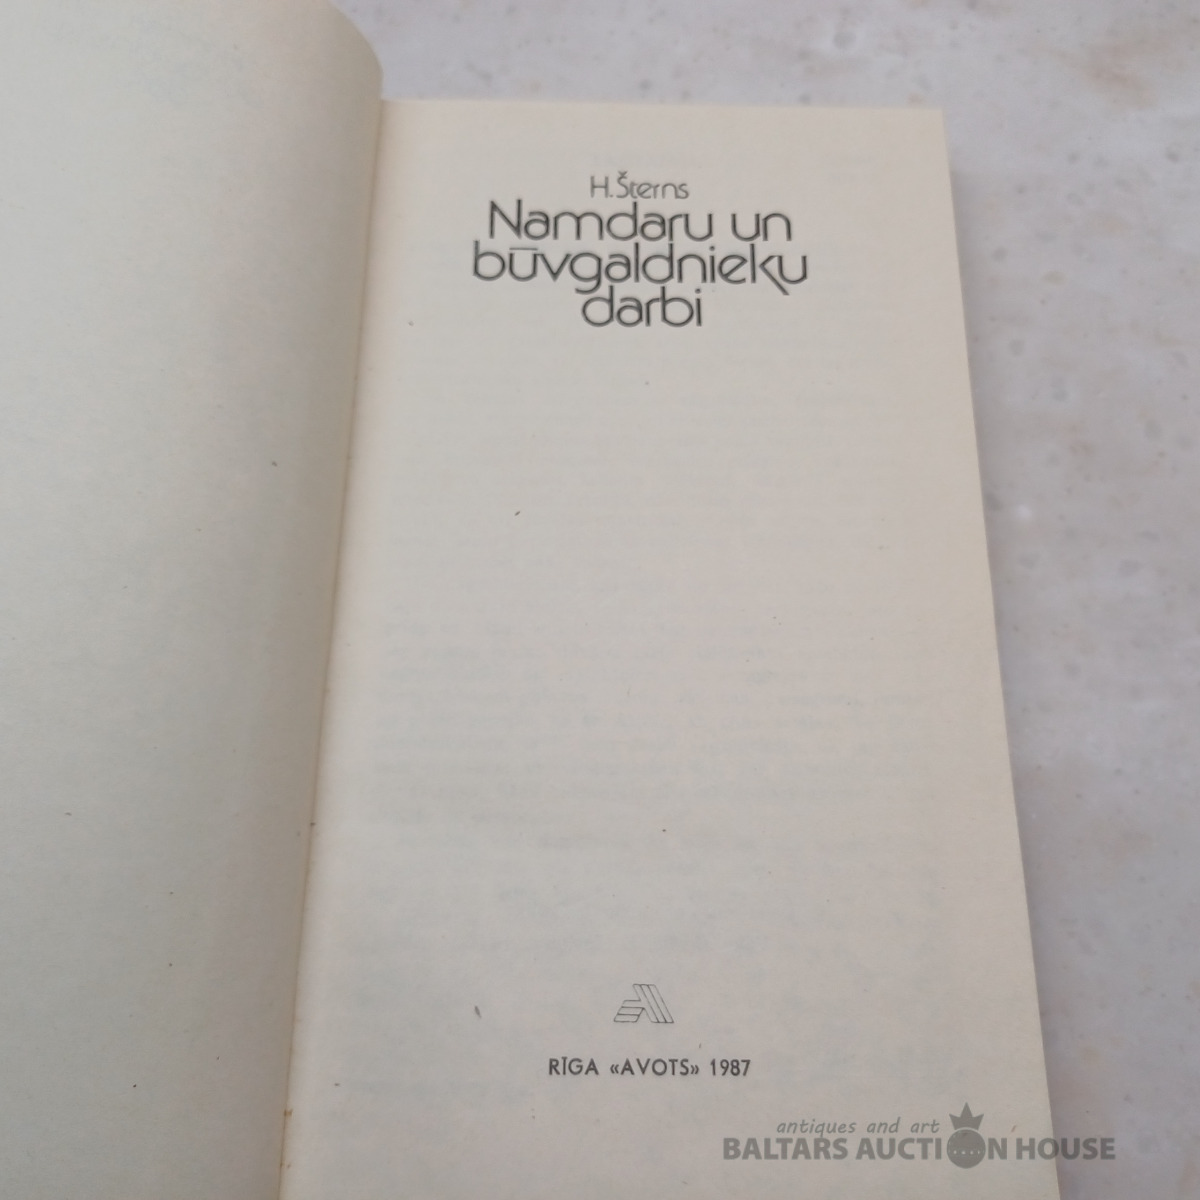 H. Šterns
Namdaru un
būvgaldnieku
darbi
RĪGA «AVOTS» 1987
antiques and art
BALTARS AUCTION HOUSE